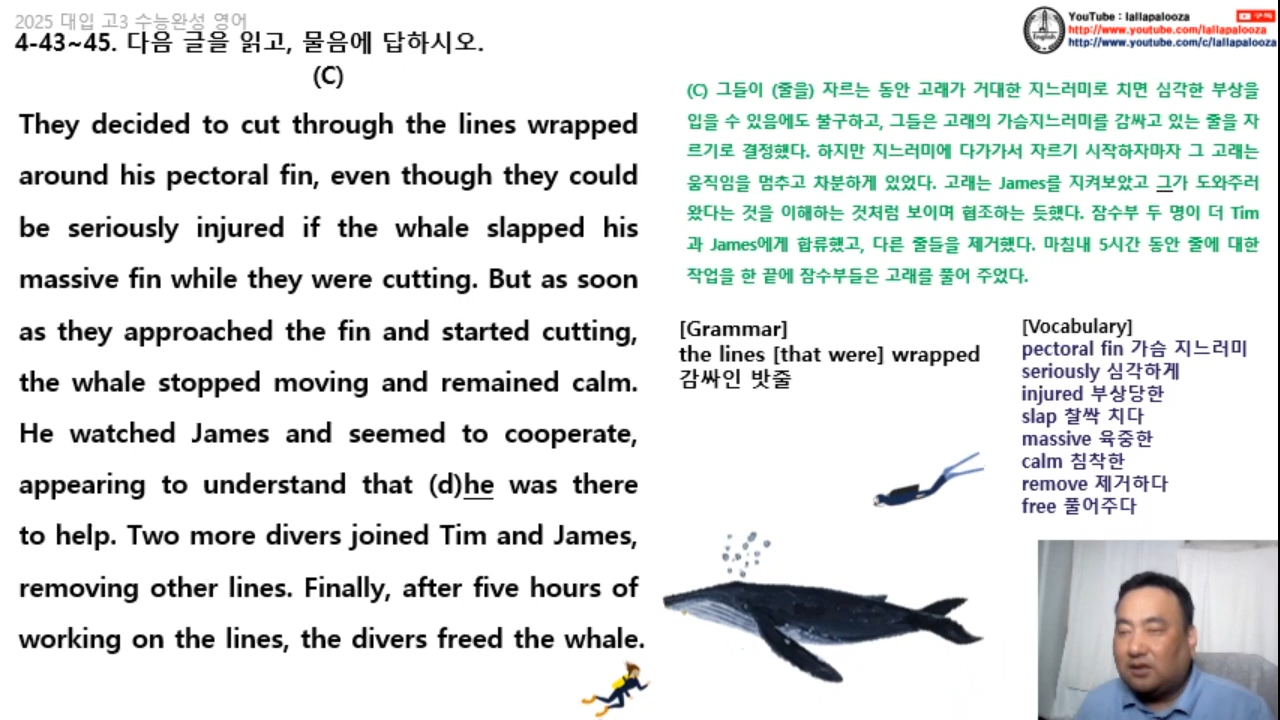 2025 대입 고3 수능완성 영어
4-43~45. 다음 글을 읽고, 물음에 답하시오.
(C)
They decided to cut through the lines wrapped
around his pectoral fin, even though they could
be seriously injured if the whale slapped his
massive fin while they were cutting. But as soon
as they approached the fin and started cutting,
the whale stopped moving and remained calm.
He watched James and seemed to cooperate,
appearing to understand that (d)he was there
to help. Two more divers joined Tim and James,
removing other lines. Finally, after five hours of
working on the lines, the divers freed the whale.
YouTube : lallapalooza
구독
http://www.youtube.com/lallapalooza
http://www.youtube.com/c/lallapalooza
English
(C) 그들이 (줄을) 자르는 동안 고래가 거대한 지느러미로 치면 심각한 부상을
입을 수 있음에도 불구하고, 그들은 고래의 가슴지느러미를 감싸고 있는 줄을 자
르기로 결정했다. 하지만 지느러미에 다가가서 자르기 시작하자마자 그 고래는
움직임을 멈추고 차분하게 있었다. 고래는 James를 지켜보았고 그가 도와주러
왔다는 것을 이해하는 것처럼 보이며 협조하는 듯했다. 잠수부 두 명이 더 Tim
과 James에게 합류했고, 다른 줄들을 제거했다. 마침내 5시간 동안 줄에 대한
작업을 한 끝에 잠수부들은 고래를 풀어 주었다.
[Grammar]
the lines [that were] wrapped
감싸인 밧줄
[Vocabulary]
pectoral fin 가슴 지느러미
seriously 심각하게
injured 부상당한
slap 찰싹 치다
massive 육중한
calm 침착한
remove 제거하다
free 풀어주다